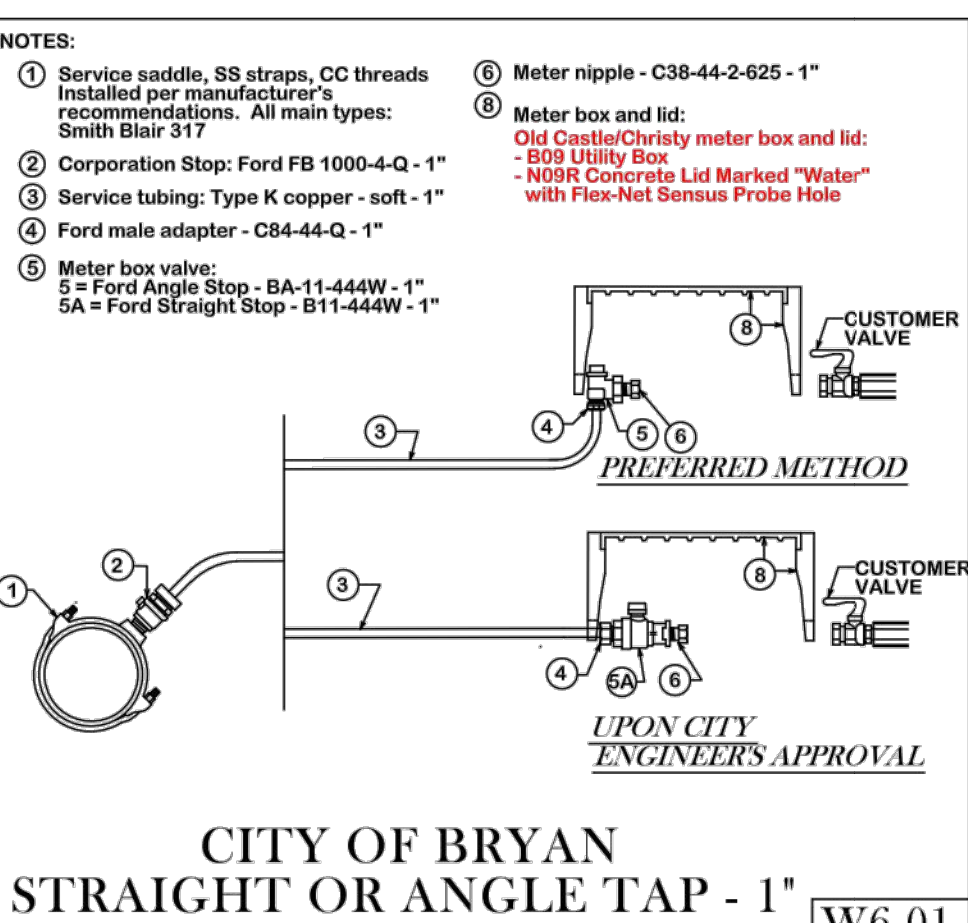 NOTES:
1 Service saddle, SS straps, CC threads
Installed per manufacturer's
recommendations. All main types:
Smith Blair 317
2 Corporation Stop: Ford FB 1000-4-Q - 1"
3 Service tubing: Type K copper - soft - 1"
4 Ford male adapter - C84-44-Q - 1"
5 Meter box valve:
5 = Ford Angle Stop - BA-11-444W - 1"
5A = Ford Straight Stop - B11-444W - 1"
6 Meter nipple - C38-44-2-625 - 1"
8 Meter box and lid:
Old Castle/Christy meter box and lid:
- B09 Utility Box
- N09R Concrete Lid Marked "Water"
with Flex-Net Sensus Probe Hole
8
CUSTOMER
VALVE
3
4
5
6
PREFERRED METHOD
1
2
3
8
CUSTOMER
VALVE
4
5A
6
UPON CITY
ENGINEER'S APPROVAL
CITY OF BRYAN
STRAIGHT OR ANGLE TAP - 1"
W6-01